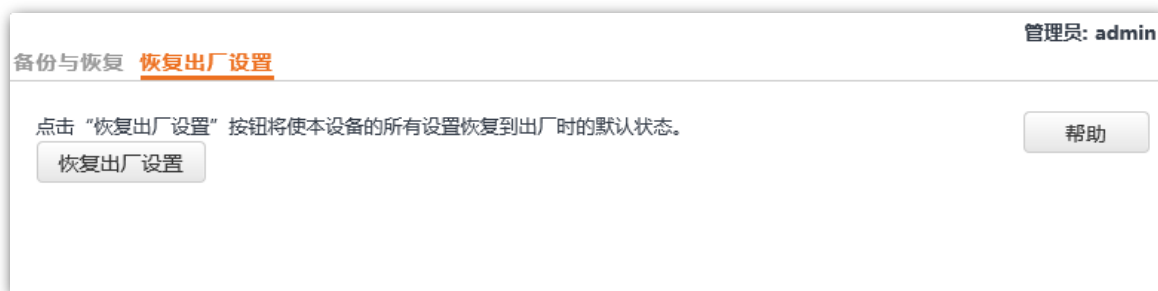 管理员: admin
备份与恢复 恢复出厂设置
点击“恢复出厂设置”按钮将使本设备的所有设置恢复到出厂时的默认状态。
帮助
恢复出厂设置